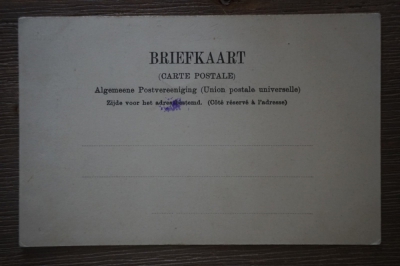 BRIEFKAART
(CARTE POSTALE)
Algemeene Postvereeniging (Union postale universelle)
Zijde voor het adres bestemd. (Côté réservé à l'adresse)